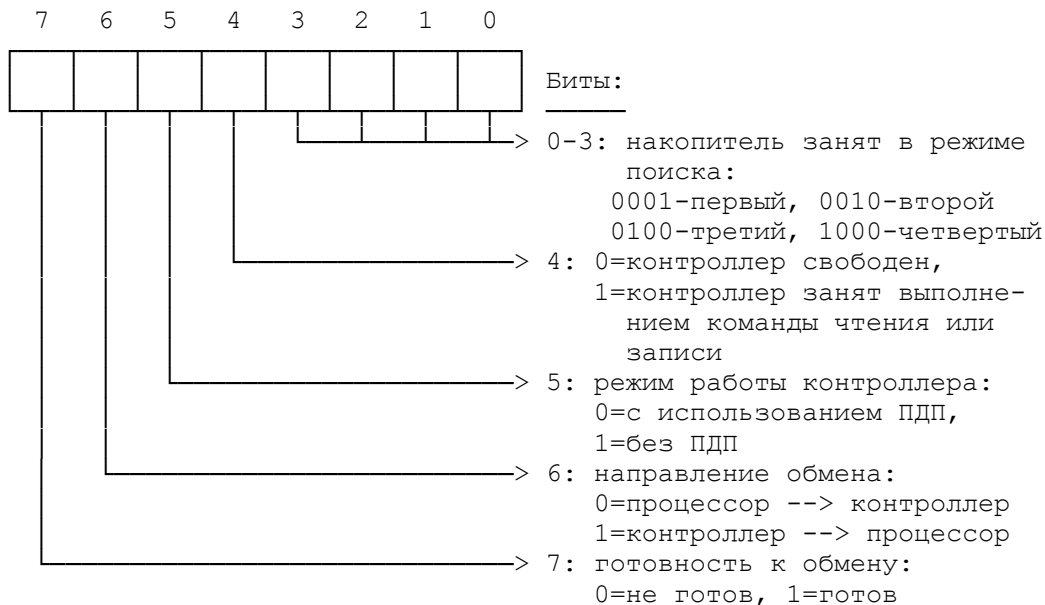 7 6 5 4 3 2 1 0
Биты:
> 0-3: накопитель занят в режиме
поиска:
0001-первый, 0010-второй
0100-третий, 1000-четвертый
> 4: 0=контроллер свободен,
1=контроллер занят выполне-
нием команды чтения или
записи
> 5: режим работы контроллера:
0=с использованием ПДП,
1=без ПДП
> 6: направление обмена:
0=процессор --> контроллер
1=контроллер --> процессор
> 7: готовность к обмену:
0=не готов, 1=готов